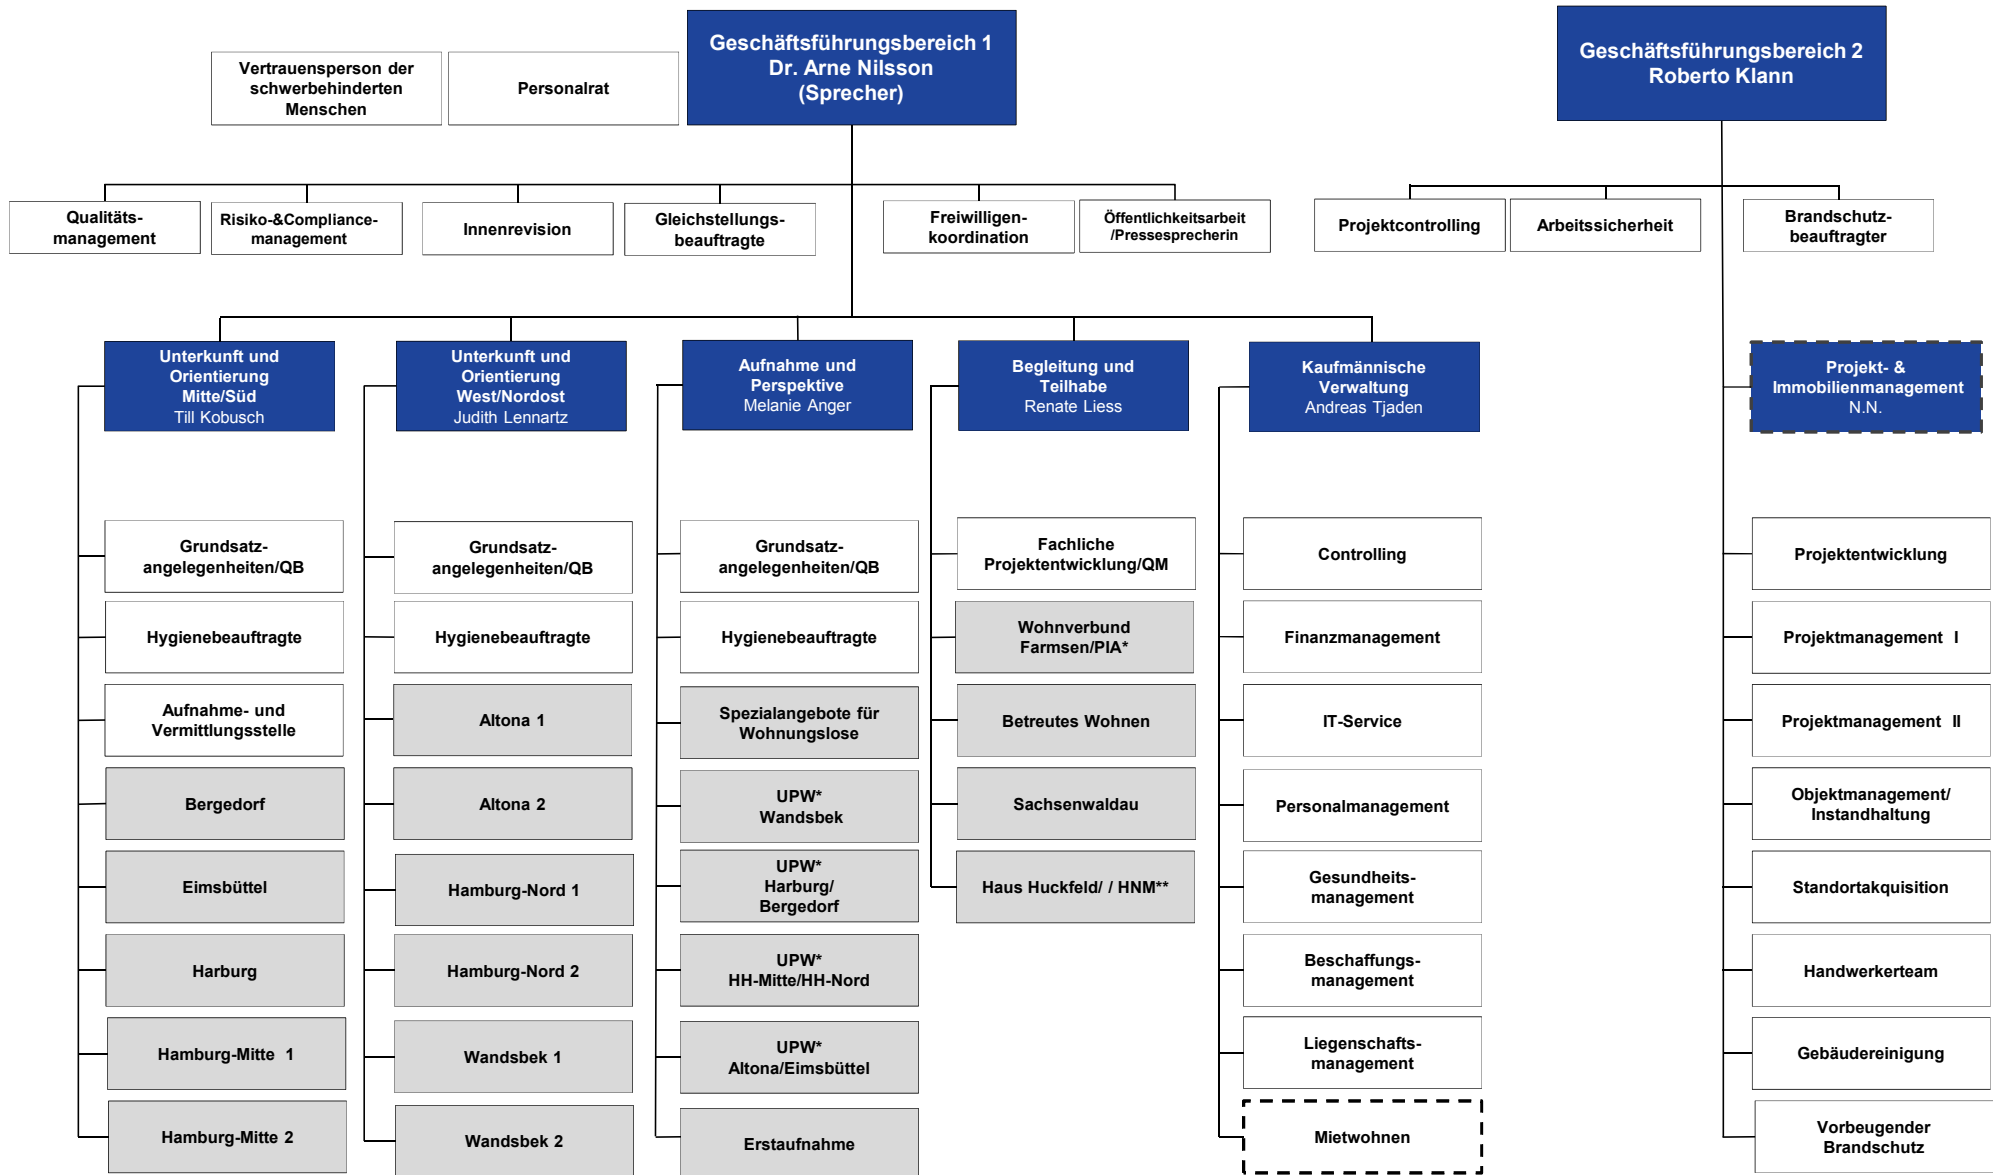 Geschäftsführungsbereich 1
Dr. Arne Nilsson
(Sprecher)
Geschäftsführungsbereich 2
Roberto Klann
Vertrauensperson der
schwerbehinderten
Menschen
Personalrat
Qualitäts-
management
Risiko-&Compliance-
management
Innenrevision
Gleichstellungs-
beauftragte
Freiwilligen-
koordination
Öffentlichkeitsarbeit
/Pressesprecherin
Projektcontrolling
Arbeitssicherheit
Brandschutz-
beauftragter
Unterkunft und
Orientierung
Mitte/Süd
Till Kobusch
Unterkunft und
Orientierung
West/Nordost
Judith Lennartz
Aufnahme und
Perspektive
Melanie Anger
Begleitung und
Teilhabe
Renate Liess
Kaufmännische
Verwaltung
Andreas Tjaden
Projekt- &
Immobilienmanagement
N.N.
Grundsatz-
angelegenheiten/QB
Hygienebeauftragte
Aufnahme- und
Vermittlungsstelle
Bergedorf
Eimsbüttel
Harburg
Hamburg-Mitte 1
Hamburg-Mitte 2
Grundsatz-
angelegenheiten/QB
Hygienebeauftragte
Altona 1
Altona 2
Hamburg-Nord 1
Hamburg-Nord 2
Wandsbek 1
Wandsbek 2
Grundsatz-
angelegenheiten/QB
Hygienebeauftragte
Spezialangebote für
Wohnungslose
UPW*
Wandsbek
UPW*
Harburg/
Bergedorf
UPW*
HH-Mitte/HH-Nord
UPW*
Altona/Eimsbüttel
Erstaufnahme
Fachliche
Projektentwicklung/QM
Wohnverbund
Farmsen/PIA*
Betreutes Wohnen
Sachsenwaldau
Haus Huckfeld/ / HNM**
Controlling
Finanzmanagement
IT-Service
Personalmanagement
Gesundheits-
management
Beschaffungs-
management
Liegenschafts-
management
Mietwohnen
Projektentwicklung
Projektmanagement I
Projektmanagement II
Objektmanagement/
Instandhaltung
Standortakquisition
Handwerkerteam
Gebäudereinigung
Vorbeugender
Brandschutz